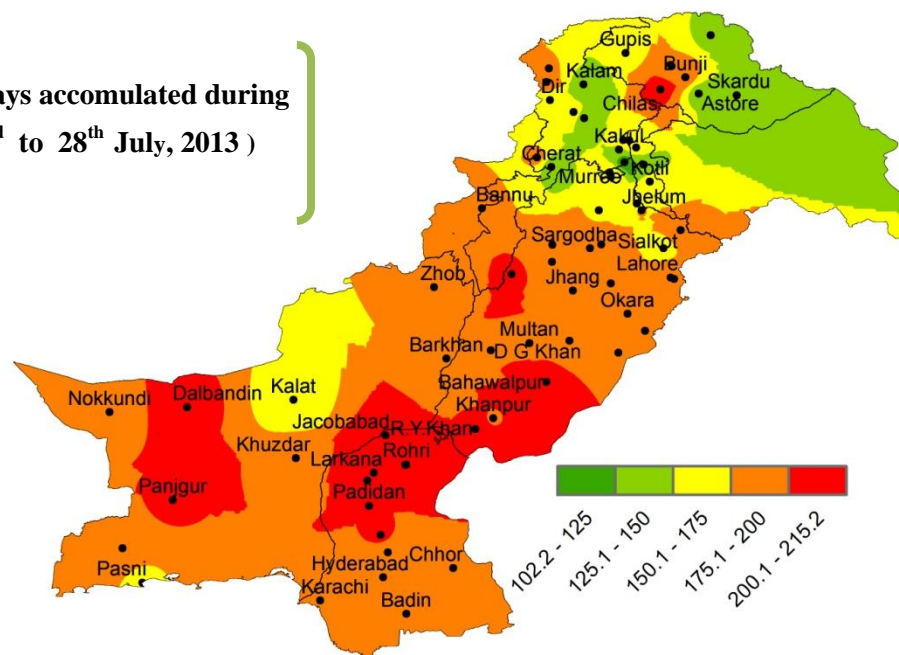 ays accomulated during
to 28th July, 2013 )
Gupis
Bunji
Kalam
Skardu
Dir
Chilas
Astore
Kakul
Cherat
Kotli
Murree
Jhelum
Bannu
Sargodha
Sialkot
Lahore
Zhob
Jhang
Okara
Multan
Barkhan
D G Khan
Bahawalpur
Dalbandin
Kalat
Nokkundi
Khanpur
Jacobabad
R.Y.Khan
Khuzdar
Rohri
Larkana
Panjgur
Padidan
Pasni
Chhor
Hyderabad
Karachi
Badin
102.2 - 125
125.1 - 150
150.1 - 175
175.1 - 200
200.1 - 215.2